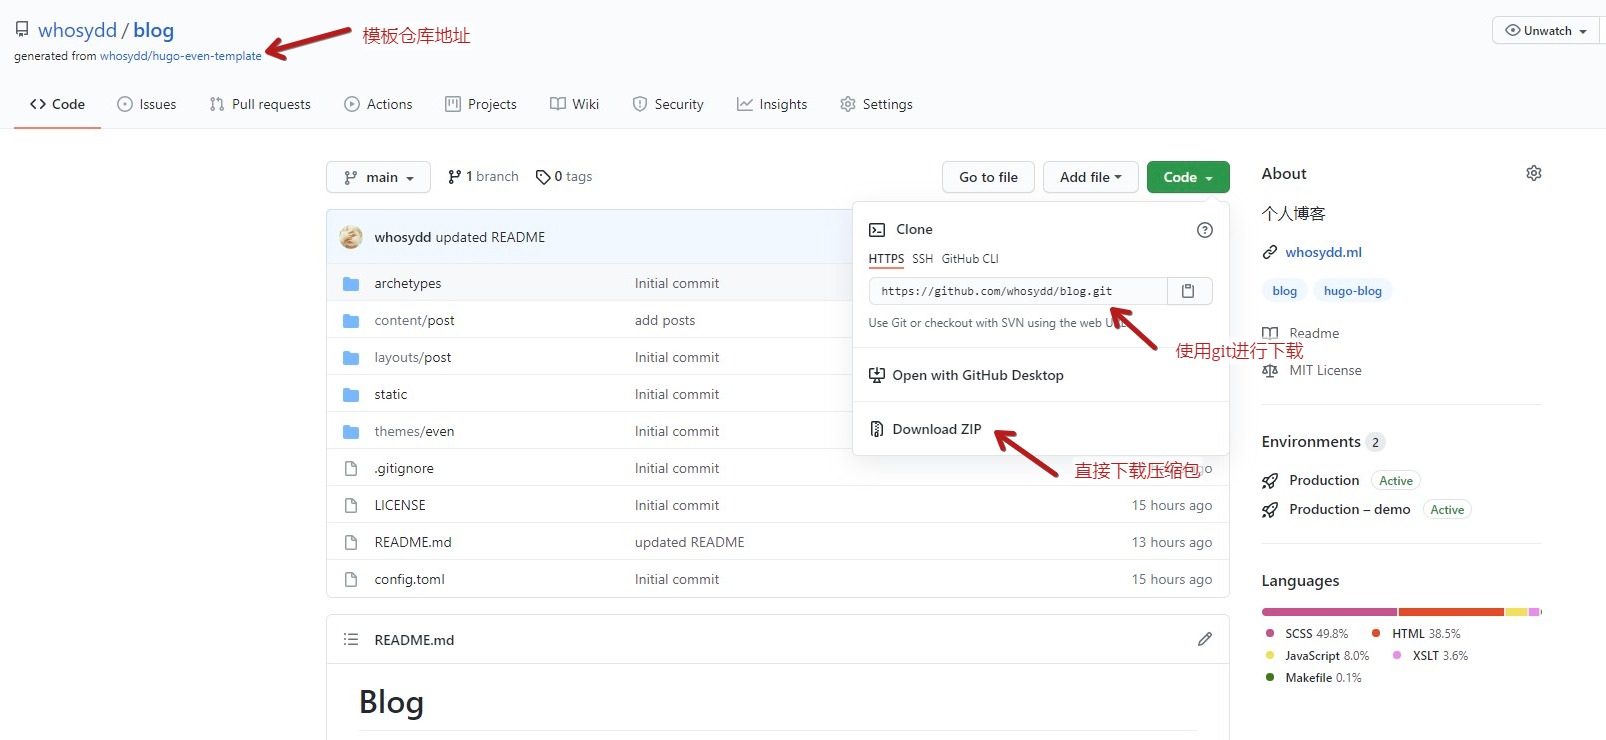 whosydd / blog
模板仓库地址
Unwatch
generated from whosydd/hugo-even-template
Code Issues Pull requests Actions Projects Wiki Security Insights Settings
main 1 branch 0 tags Go to file Add file Code
whosydd updated README
archetypes Initial commit
content/post add posts
layouts/post Initial commit
static Initial commit
themes/even Initial commit
.gitignore Initial commit
LICENSE Initial commit 15 hours ago
README.md updated README 13 hours ago
config.toml Initial commit 15 hours ago
Clone
HTTPS SSH GitHub CLI
https://github.com/whosydd/blog.git
Use Git or checkout with SVN using the web
使用git进行下载
Open with GitHub Desktop
Download ZIP
直接下载压缩包
README.md
Blog
About
个人博客
whosydd.ml
blog hugo-blog
Readme
MIT License
Environments 2
Production Active
Production – demo Active
Languages
SCSS 49.8% HTML 38.5%
JavaScript 8.0% XSLT 3.6%
Makefile 0.1%